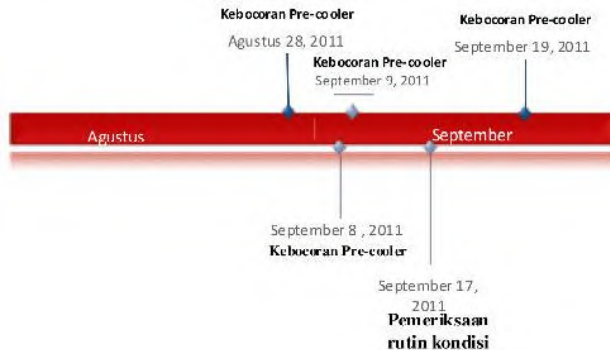 Kebocoran Pre-cooler
Agustus 28, 2011
Kebocoran Pre-cooler
September 9, 2011
Kebocoran Pre-cooler
September 19, 2011
Agustus
September
September 8 , 2011
Kebocoran Pre-cooler
September 17,
2011
Pemeriksaan
rutin kondisi